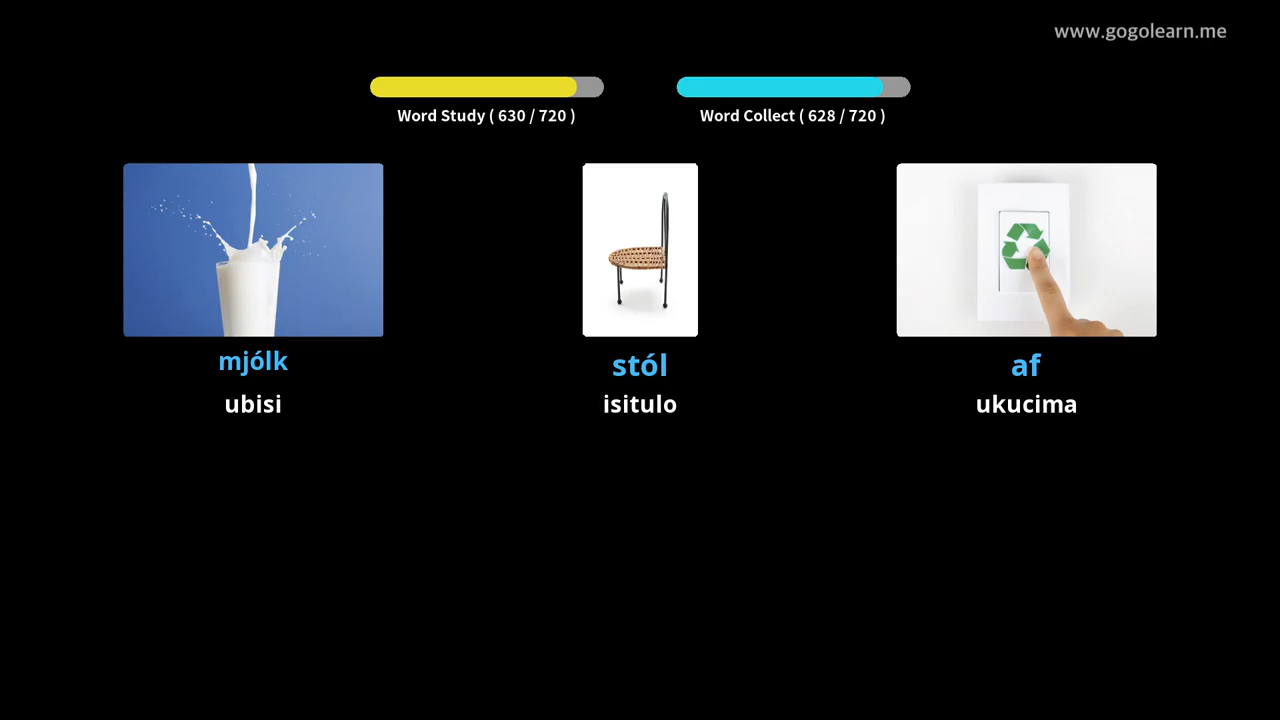 www.gogolearn.me
Word Study ( 630 / 720 )
Word Collect ( 628 / 720 )
mjólk
stól
af
ubisi
isitulo
ukucima